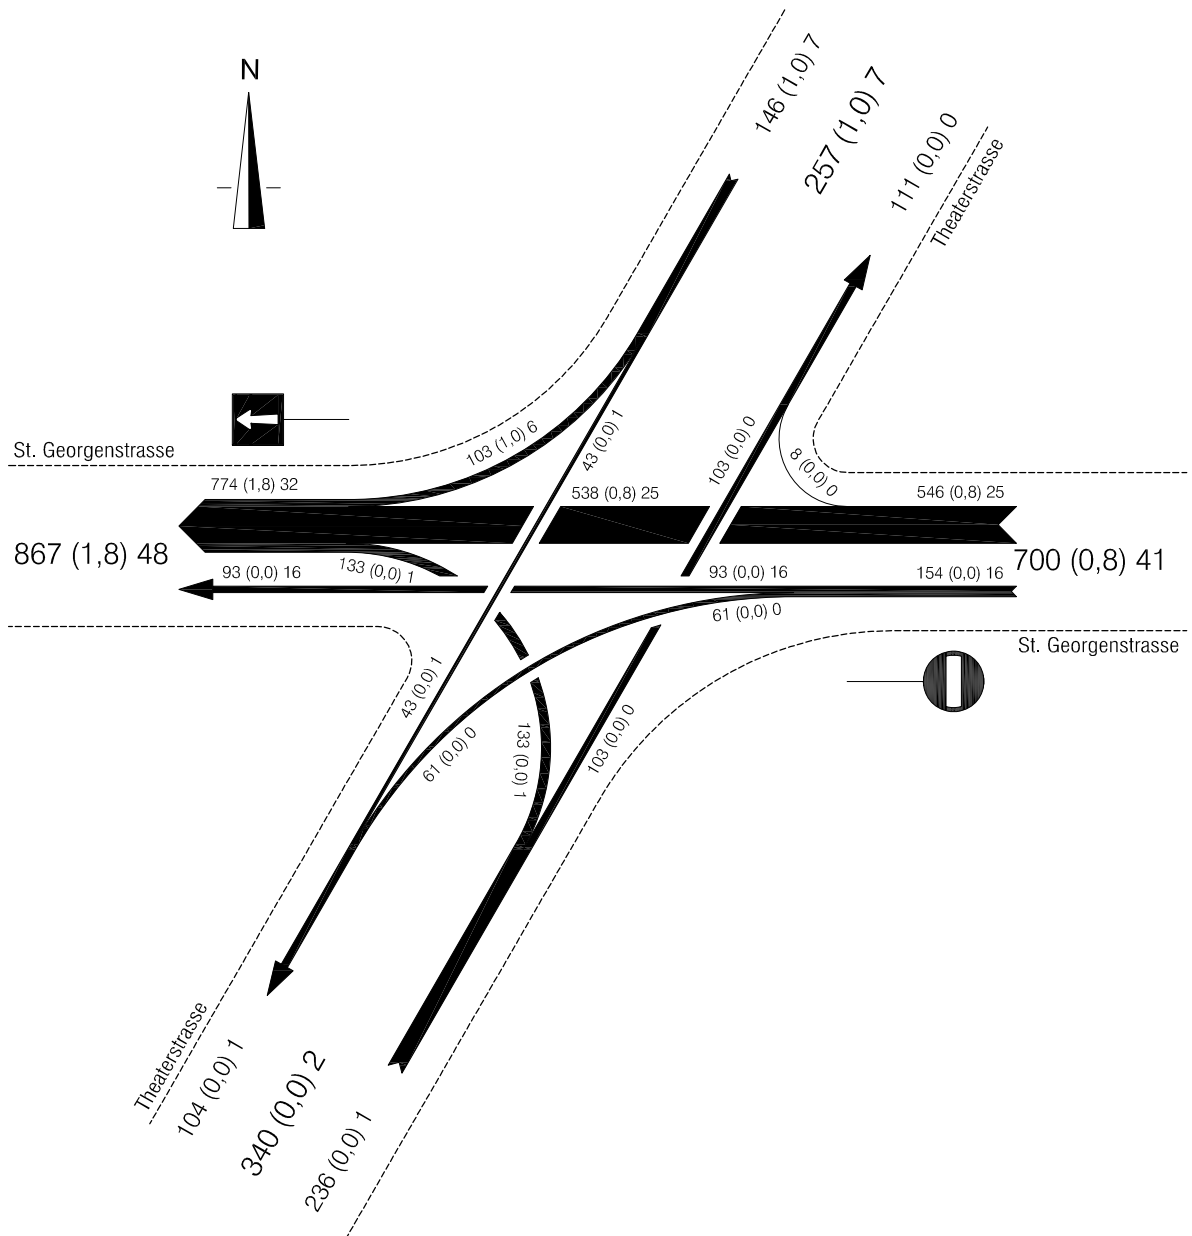 N
146 (1,0) 7
257 (1,0) 7
111 (0,0) 0
Theaterstrasse
St. Georgenstrasse
103 (1,0) 6
43 (0,0) 1
103 (0,0) 0
8 (0,0) 0
774 (1,8) 32
538 (0,8) 25
546 (0,8) 25
867 (1,8) 48
133 (0,0) 1
700 (0,8) 41
93 (0,0) 16
93 (0,0) 16
154 (0,0) 16
61 (0,0) 0
St. Georgenstrasse
43 (0,0) 1
61 (0,0) 0
133 (0,0) 1
103 (0,0) 0
Theaterstrasse
104 (0,0) 1
340 (0,0) 2
236 (0,0) 1